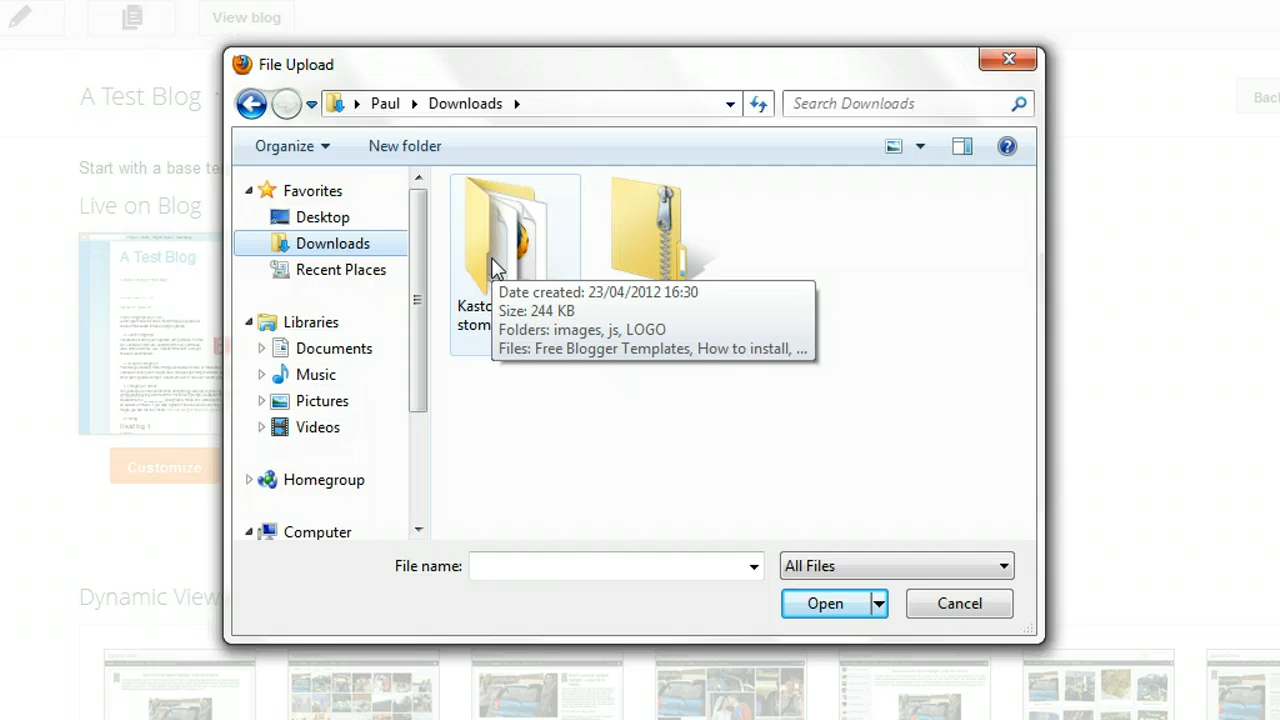 View blog
File Upload
A Test Blog
Back
Paul
Downloads
Search Downloads
Organize
New folder
Start with a base
Live on Blog
A Test Blog
Customize
Favorites
Desktop
Downloads
Recent Places
Libraries
Documents
Music
Pictures
Videos
Homegroup
Computer
Date created: 23/04/2012 16:30
Size: 244 KB
Folders: images, js, LOGO
Files: Free Blogger Templates, How to install, ...
File name:
All Files
Open
Cancel
Dynamic View